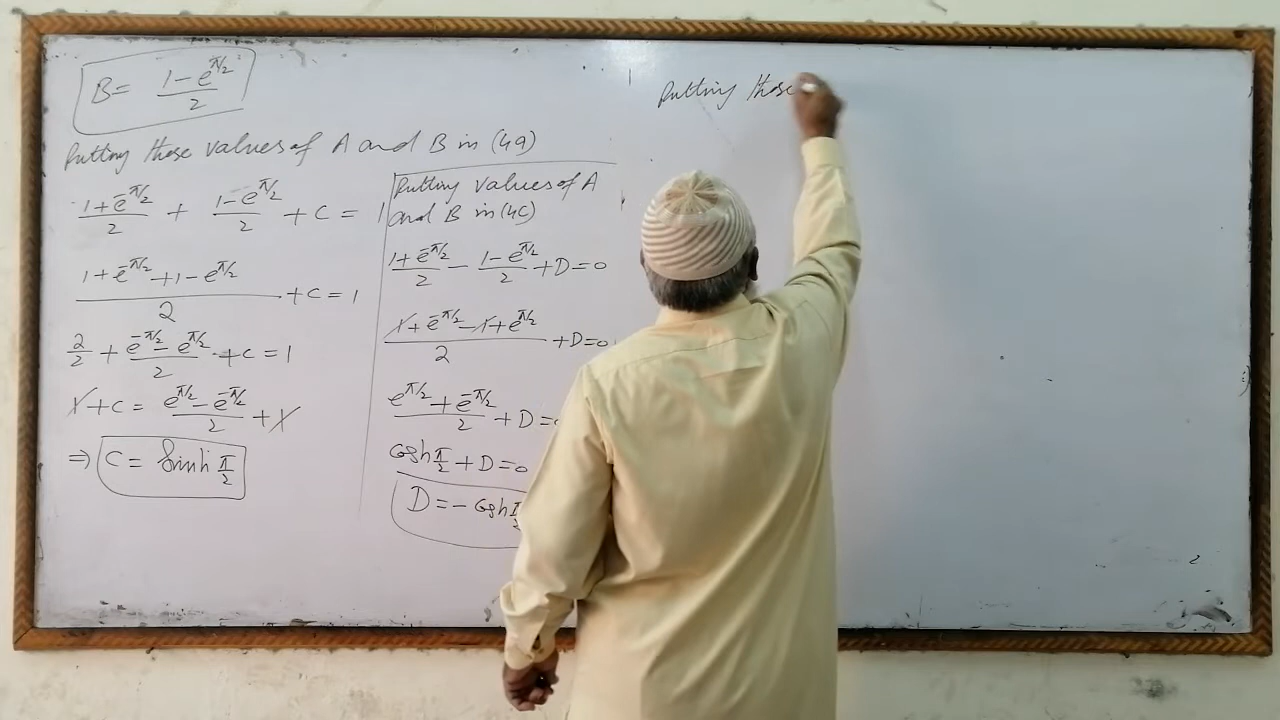 B = (1 - e^{π/2})/2
Putting these values of A and B in (4a)
(1 + e^{-π/2})/2 + (1 - e^{π/2})/2 + C = 1
(1 + e^{-π/2} + 1 - e^{π/2})/2 + C = 1
2/2 + (e^{-π/2} - e^{π/2})/2 + C = 1
1 + C = (e^{π/2} - e^{-π/2})/2 + 1
⇒ C = Sinh π/2
Putting values of A
and B in (4C)
(1 + e^{-π/2})/2 - (1 - e^{π/2})/2 + D = 0
(1 + e^{-π/2} - 1 + e^{π/2})/2 + D = 0
(e^{π/2} + e^{-π/2})/2 + D =
Cosh π/2 + D = 0
D = - Cosh π/2
Putting these